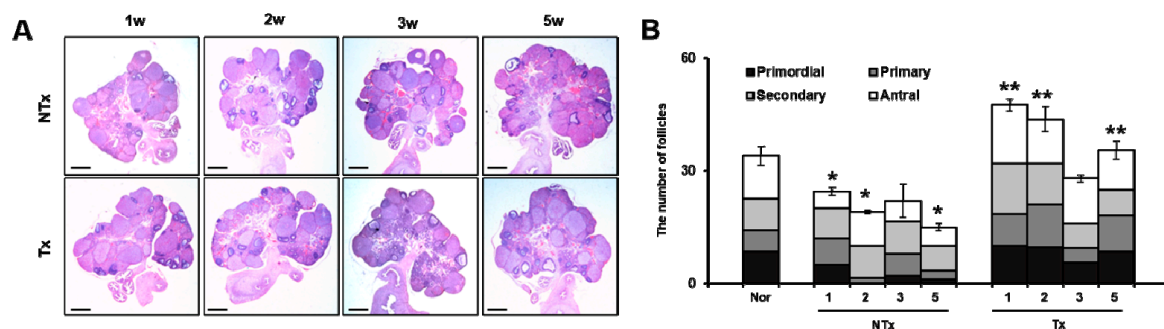 A
1w 2w 3w 5w
NTx
Tx
B
60
30
0
The number of follicles
Primordial Primary
Secondary Antral
* * *
** ** **
Nor 1 2 3 5 1 2 3 5
NTx Tx